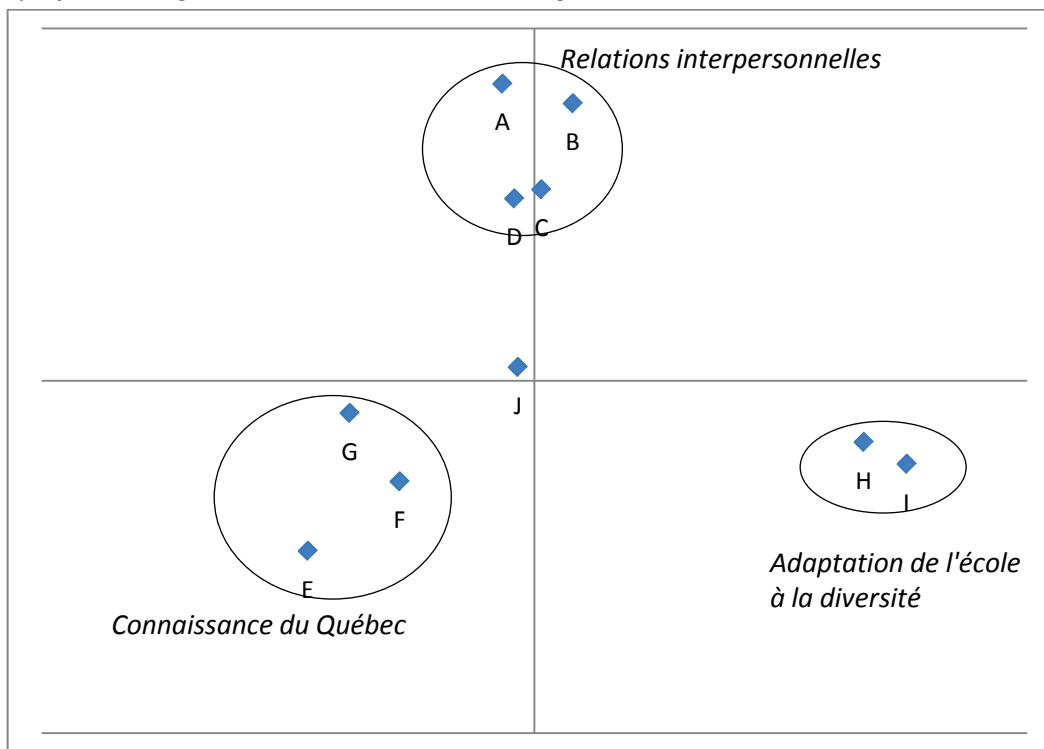 Relations interpersonnelles
A
B
D
C
J
G
H
I
F
E
Adaptation de l'école
à la diversité
Connaissance du Québec